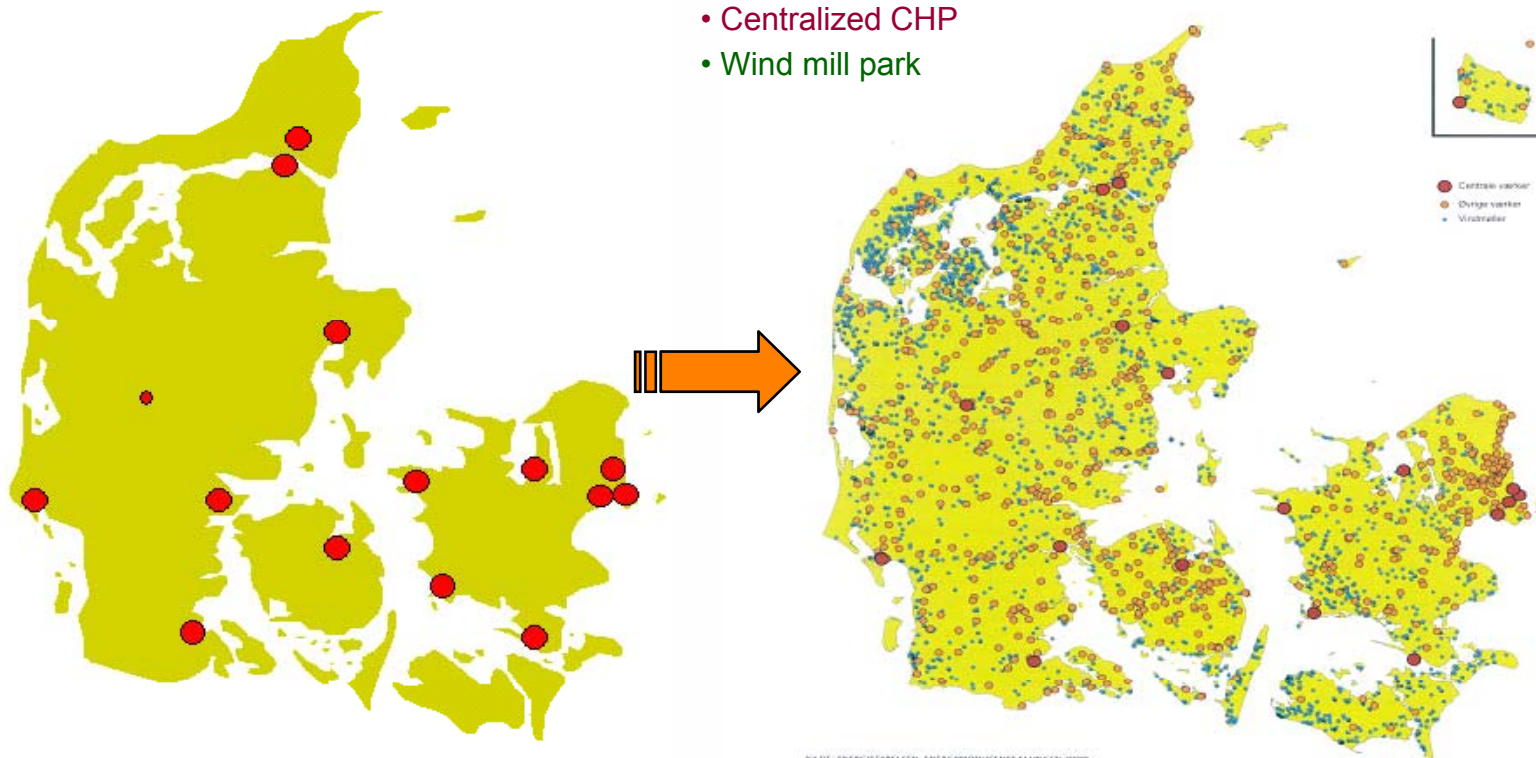 • Centralized CHP
• Wind mill park
Centrale værker
Øvrige værker
Vindmøller